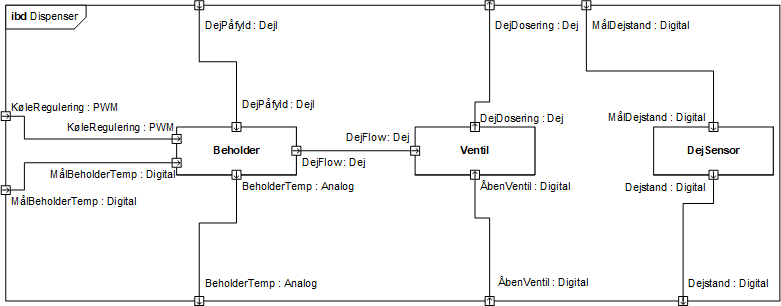 ibd Dispenser
DejPåfyld : Dejl
DejDosering : Dej
MålDejstand : Digital
KøleRegulering : PWM
DejPåfyld : Dejl
DejDosering : Dej
MålDejstand : Digital
KøleRegulering : PWM
DejFlow: Dej
Beholder
Ventil
DejSensor
DejFlow: Dej
MålBeholderTemp : Digital
BeholderTemp : Analog
ÅbenVentil : Digital
Dejstand : Digital
MålBeholderTemp : Digital
BeholderTemp : Analog
ÅbenVentil : Digital
Dejstand : Digital